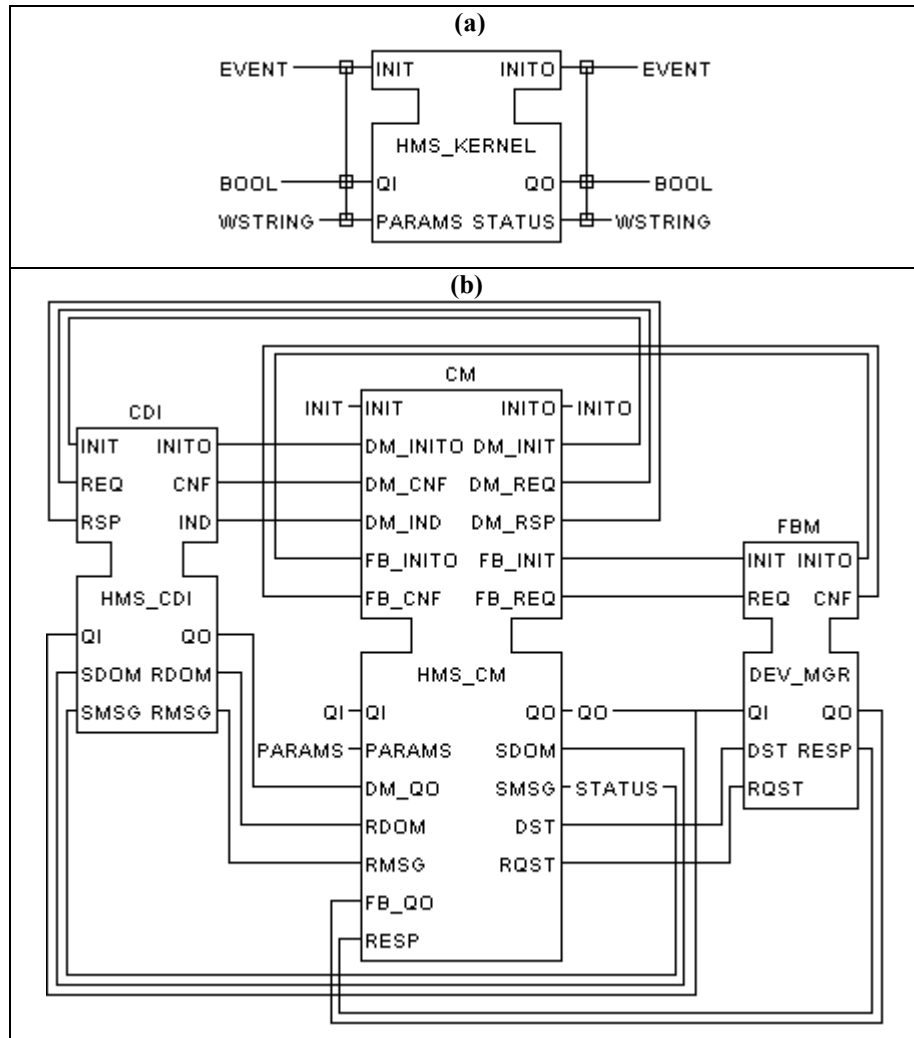 (a)
EVENT INIT INITO EVENT
HMS_KERNEL
BOOL QI QO BOOL
WSTRING PARAMS STATUS WSTRING
(b)
CM
INIT INIT INITO INITO
CDI
INIT INITO DM_INITO DM_INIT
REQ CNF DM_CNF DM_REQ
RSP IND DM_IND DM_RSP
FBM
FB_INITO FB_INIT INIT INITO
FB_CNF FB_REQ REQ CNF
HMS_CDI
QI QO
HMS_CM DEV_MGR
SDOM RDOM
SMSG RMSG QI QI QO QO QI QO
PARAMS PARAMS SDOM DST RESP
DM_QO SMSG STATUS RQST
RDOM DST
RMSG RQST
FB_QO
RESP